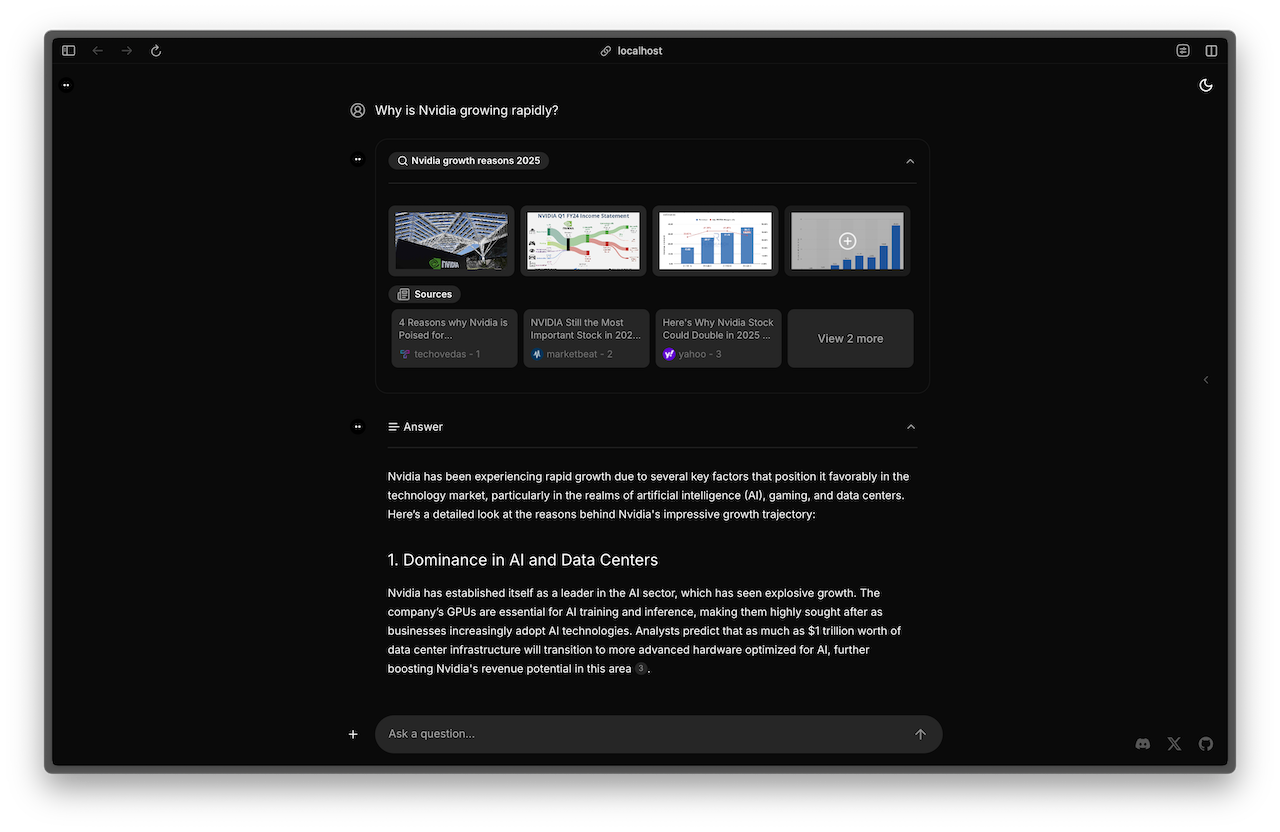 localhost
Why is Nvidia growing rapidly?
Nvidia growth reasons 2025
NVIDIA
NVIDIA Q1 FY24 Income Statement
Sources
4 Reasons why Nvidia is
Poised for...
techovedas - 1
NVIDIA Still the Most
Important Stock in 202...
marketbeat - 2
Here's Why Nvidia Stock
Could Double in 2025 ...
yahoo - 3
View 2 more
Answer
Nvidia has been experiencing rapid growth due to several key factors that position it favorably in the
technology market, particularly in the realms of artificial intelligence (AI), gaming, and data centers.
Here’s a detailed look at the reasons behind Nvidia's impressive growth trajectory:
1. Dominance in AI and Data Centers
Nvidia has established itself as a leader in the AI sector, which has seen explosive growth. The
company’s GPUs are essential for AI training and inference, making them highly sought after as
businesses increasingly adopt AI technologies. Analysts predict that as much as $1 trillion worth of
data center infrastructure will transition to more advanced hardware optimized for AI, further
boosting Nvidia's revenue potential in this area 3.
Ask a question...